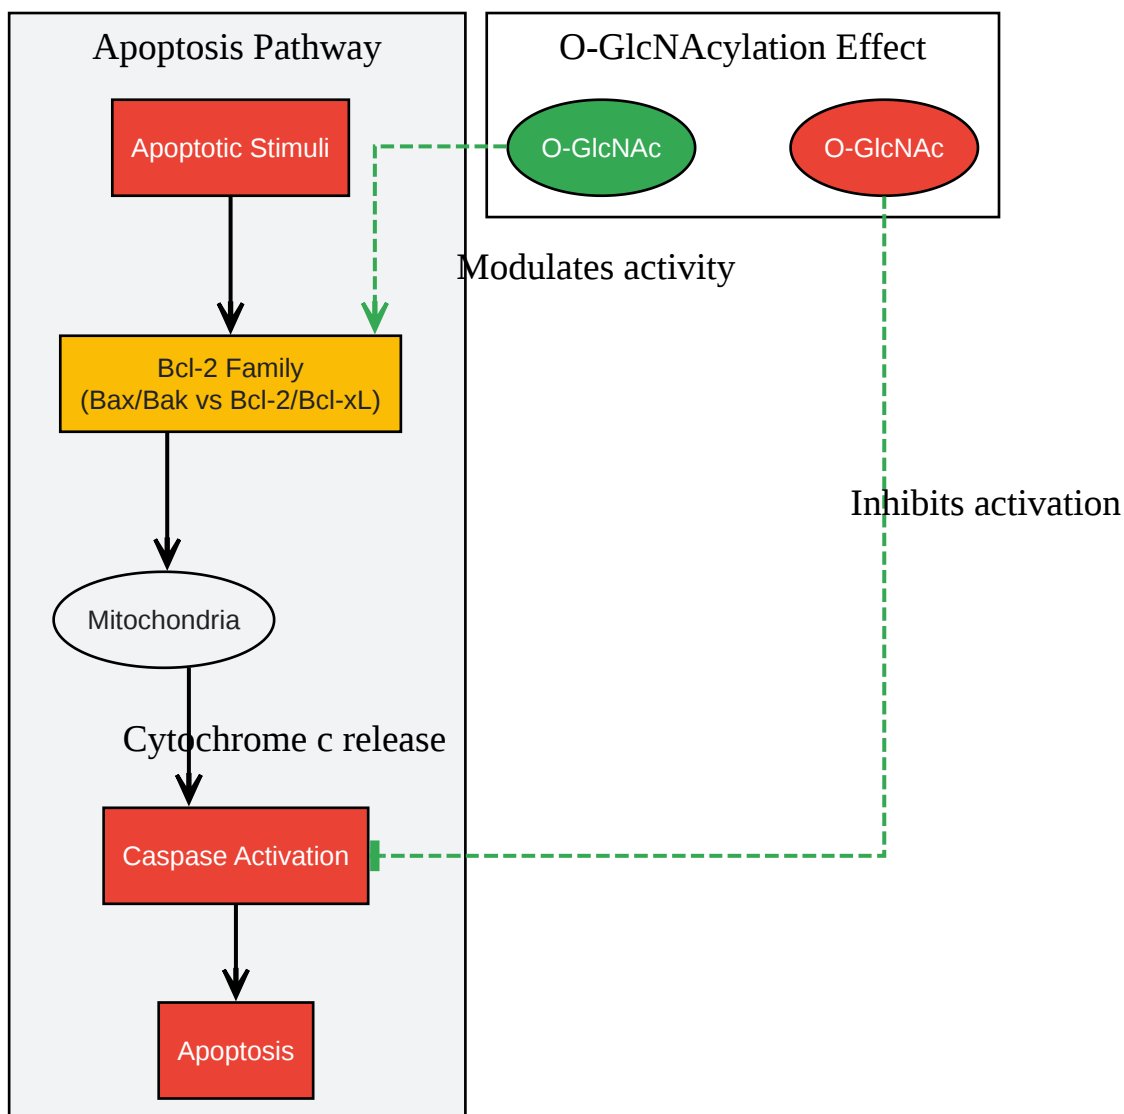 Apoptosis Pathway
O-GlcNAcylation Effect
Apoptotic Stimuli
O-GlcNAc
O-GlcNAc
Modulates activity
Bcl-2 Family
(Bax/Bak vs Bcl-2/Bcl-xL)
Inhibits activation
Mitochondria
Cytochrome c release
Caspase Activation
Apoptosis